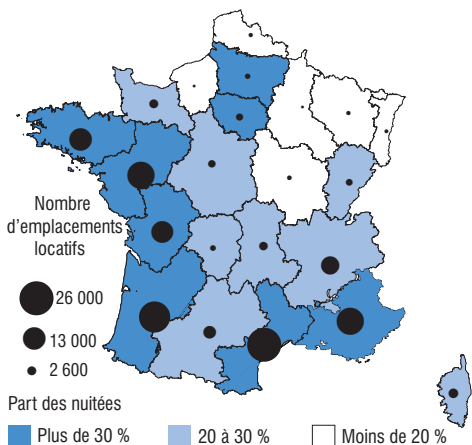 Nombre
d'emplacements
locatifs
26 000
13 000
2 600
Part des nuitées
Plus de 30 %
20 à 30 %
Moins de 20 %